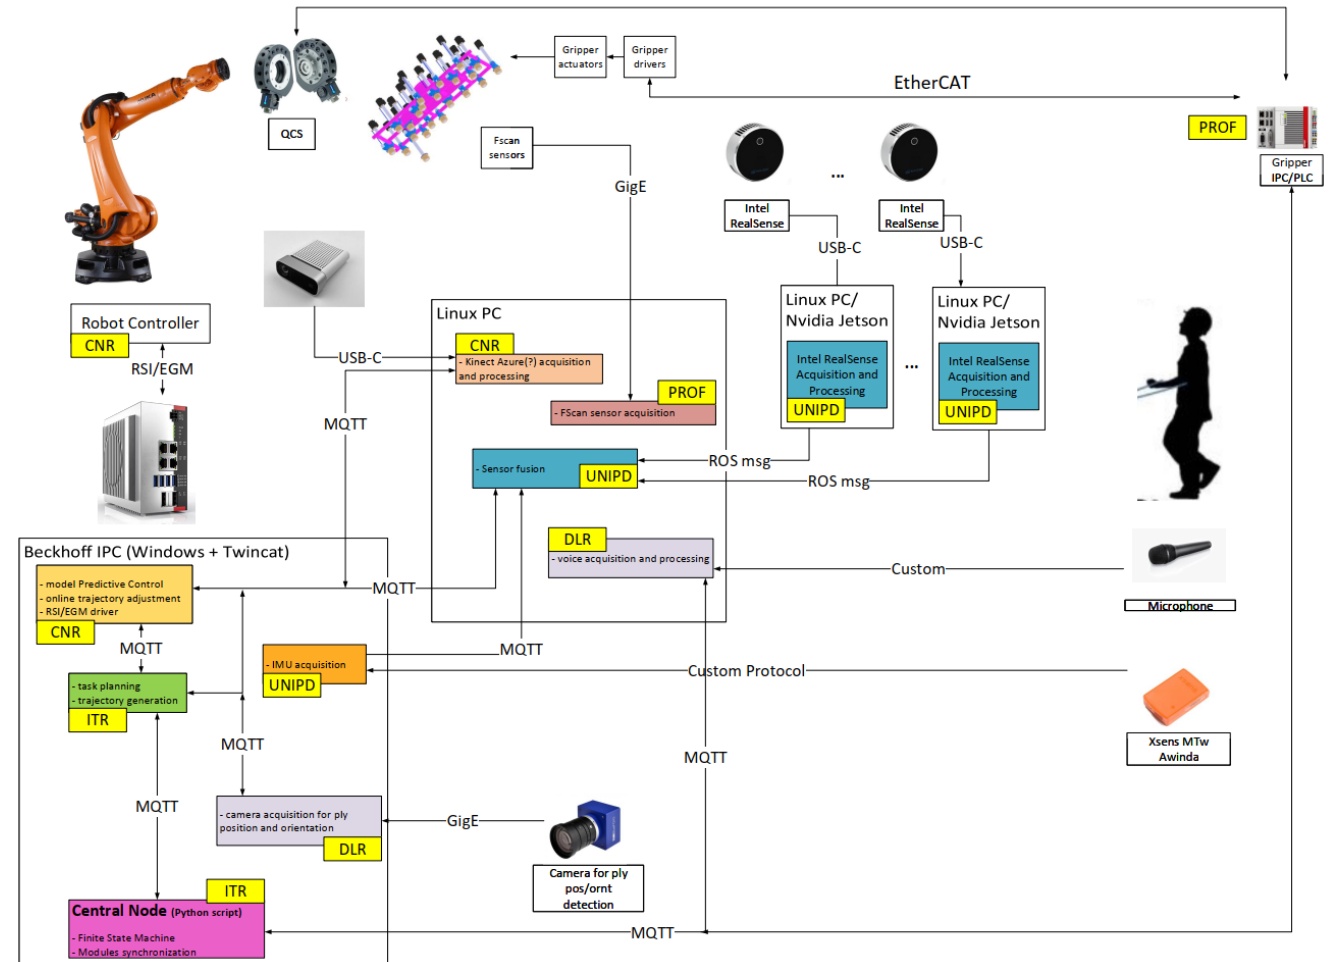 QCS
Gripper
actuators
Gripper
drivers
EtherCAT
PROF
Gripper
IPC/PLC
Fscan
sensors
GigE
...
Intel
RealSense
Intel
RealSense
USB-C
USB-C
Robot Controller
CNR
RSI/EGM
Linux PC
CNR
USB-C
- Kinect Azure(?) acquisition
and processing
MQTT
PROF
- FScan sensor acquisition
Linux PC/
Nvidia Jetson
Intel RealSense
Acquisition and
Processing
UNIPD
...
Linux PC/
Nvidia Jetson
Intel RealSense
Acquisition and
Processing
UNIPD
- Sensor fusion
UNIPD
ROS msg
ROS msg
DLR
- voice acquisition and processing
Custom
Microphone
Beckhoff IPC (Windows + Twincat)
- model Predictive Control
- online trajectory adjustment
- RSI/EGM driver
CNR
MQTT
MQTT
- IMU acquisition
UNIPD
MQTT
Custom Protocol
- task planning
- trajectory generation
ITR
Xsens MTw
Awinda
MQTT
MQTT
MQTT
- camera acquisition for ply
position and orientation
DLR
GigE
Camera for ply
pos/ornt
detection
ITR
Central Node (Python script)
- Finite State Machine
- Modules synchronization
MQTT